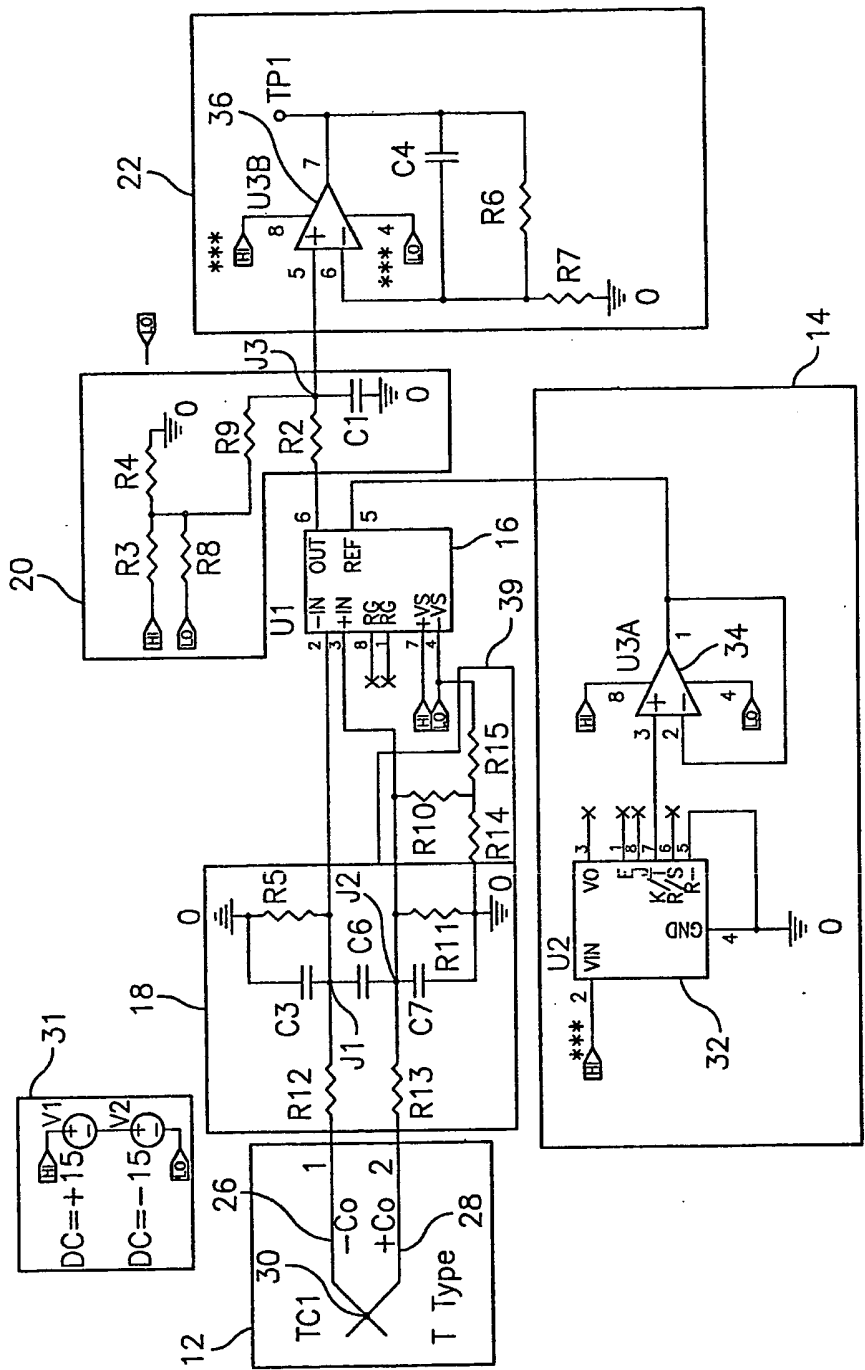 31
V1
HI
DC=+15
V2
DC=-15
LO
12
TC1
30
26
-Co
+Co
28
T Type
1
2
18
0
R5
C3
J1
C6
J2
C7
R11
0
R12
R13
39
R10
R14
R15
20
R3
R4
0
HI
R8
LO
R9
R2
J3
C1
0
LO
U1
2 -IN OUT 6
3 +IN REF 5
8 RG
1 RG
HI 7 +VS
LO 4 -VS
16
22
***
HI
8
U3B
36
TP1
5
6
7
***
4
LO
C4
R6
R7
0
14
U2
***
HI
2
VIN
VO 3
E 1
J 8
K/T 7
R/S 6
R- 5
GND
4
0
32
U3A
HI
8
3
2
1
34
4
LO